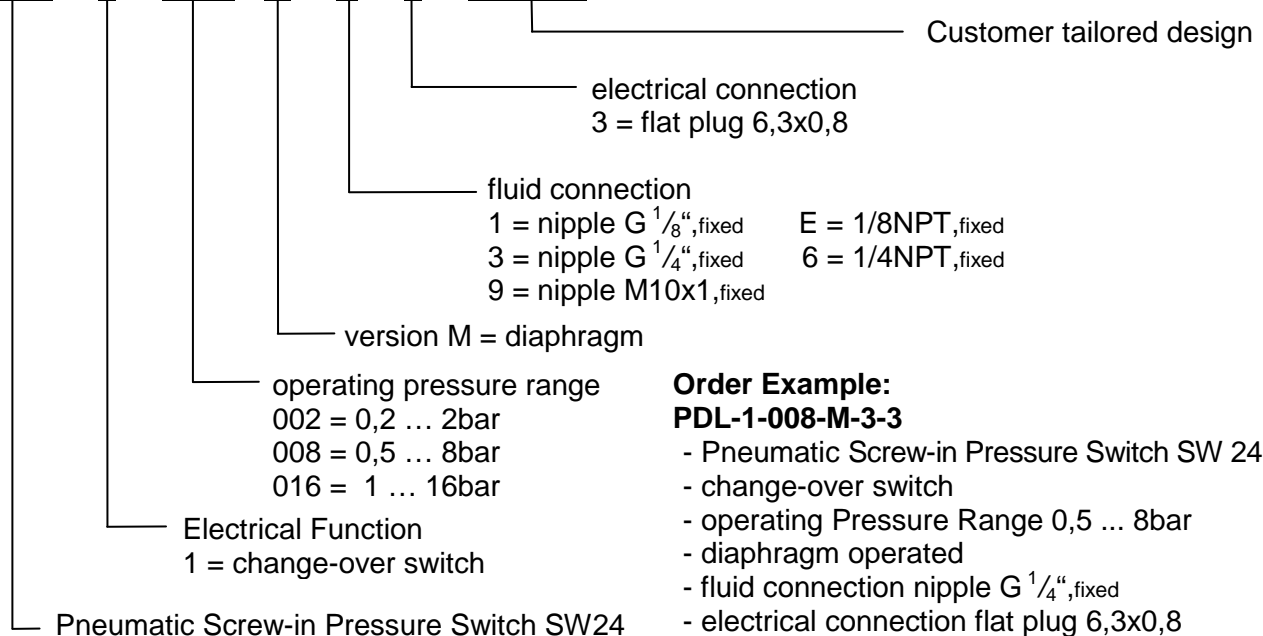 Customer tailored design
electrical connection
3 = flat plug 6,3x0,8
fluid connection
1 = nipple G 1/8“,fixed E = 1/8NPT,fixed
3 = nipple G 1/4“,fixed 6 = 1/4NPT,fixed
9 = nipple M10x1,fixed
version M = diaphragm
operating pressure range
002 = 0,2 … 2bar
008 = 0,5 … 8bar
016 = 1 … 16bar
Electrical Function
1 = change-over switch
Pneumatic Screw-in Pressure Switch SW24
Order Example:
PDL-1-008-M-3-3
- Pneumatic Screw-in Pressure Switch SW 24
- change-over switch
- operating Pressure Range 0,5 ... 8bar
- diaphragm operated
- fluid connection nipple G 1/4“,fixed
- electrical connection flat plug 6,3x0,8